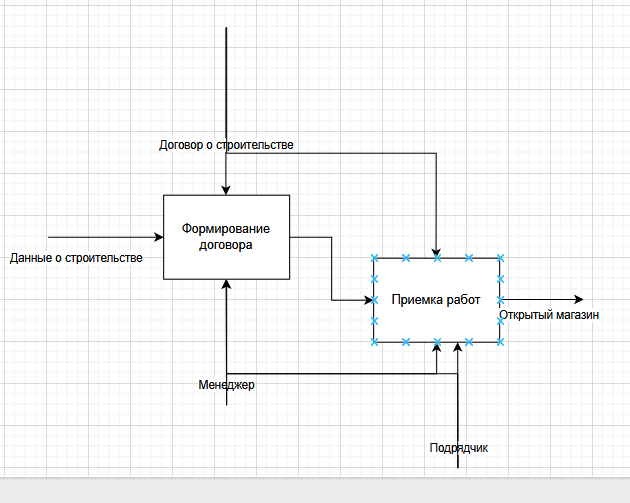 Договор о строительстве
Формирование
договора
Данные о строительстве
Приемка работ
Открытый магазин
Менеджер
Подрядчик